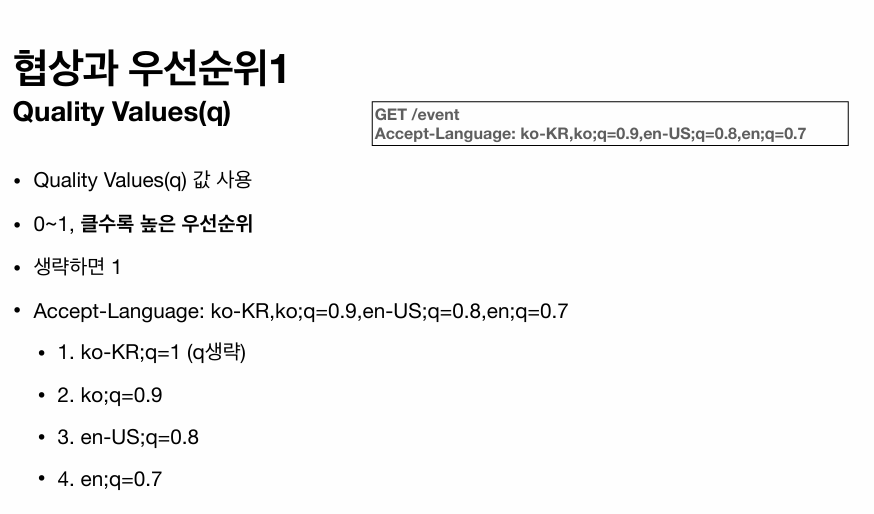 협상과 우선순위1
Quality Values(q)
GET /event
Accept-Language: ko-KR,ko;q=0.9,en-US;q=0.8,en;q=0.7
• Quality Values(q) 값 사용
• 0~1, 클수록 높은 우선순위
• 생략하면 1
• Accept-Language: ko-KR,ko;q=0.9,en-US;q=0.8,en;q=0.7
• 1. ko-KR;q=1 (q생략)
• 2. ko;q=0.9
• 3. en-US;q=0.8
• 4. en;q=0.7